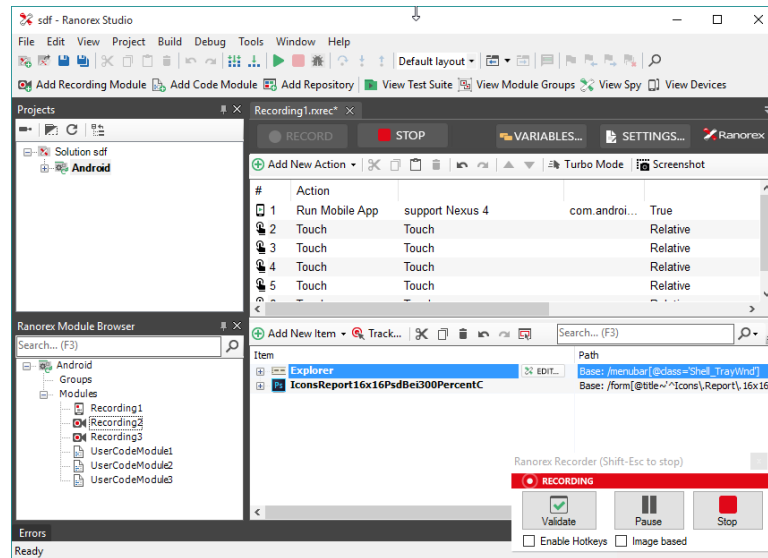 sdf - Ranorex Studio
File Edit View Project Build Debug Tools Window Help
Default layout
Add Recording Module Add Code Module Add Repository View Test Suite View Module Groups View Spy View Devices
Projects
Solution sdf
Android
Recording1.rxrec*
RECORD STOP VARIABLES... SETTINGS... Ranorex
Add New Action Turbo Mode Screenshot
# Action
1 Run Mobile App support Nexus 4 com.androi... True
2 Touch Touch Relative
3 Touch Touch Relative
4 Touch Touch Relative
5 Touch Touch Relative
Ranorex Module Browser
Search... (F3)
Android
Groups
Modules
Recording1
Recording2
Recording3
UserCodeModule1
UserCodeModule2
UserCodeModule3
Add New Item Track... Search... (F3)
Item Path
Explorer EDIT... Base: /menubar[@class='Shell_TrayWnd']
Ps IconsReport16x16PsdBei300PercentC Base: /form[@title~'^Icons\.Report\.16x16
Ranorex Recorder (Shift-Esc to stop)
RECORDING
Validate Pause Stop
Enable Hotkeys Image based
Errors
Ready